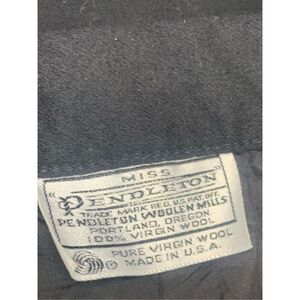 MISS
"PENDLETON"
TRADE MARK REG. U.S. PAT. OFF.
PENDLETON WOOLEN MILLS
PORTLAND, OREGON
100% VIRGIN WOOL
PURE VIRGIN WOOL
MADE IN U.S.A.